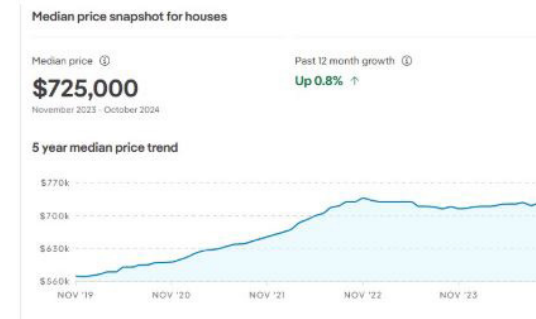 Median price snapshot for houses
Median price ⓘ
Past 12 month growth ⓘ
$725,000
Up 0.8% ↑
November 2023 - October 2024
5 year median price trend
$770k
$700k
$630k
$560k
NOV '19 NOV '20 NOV '21 NOV '22 NOV '23